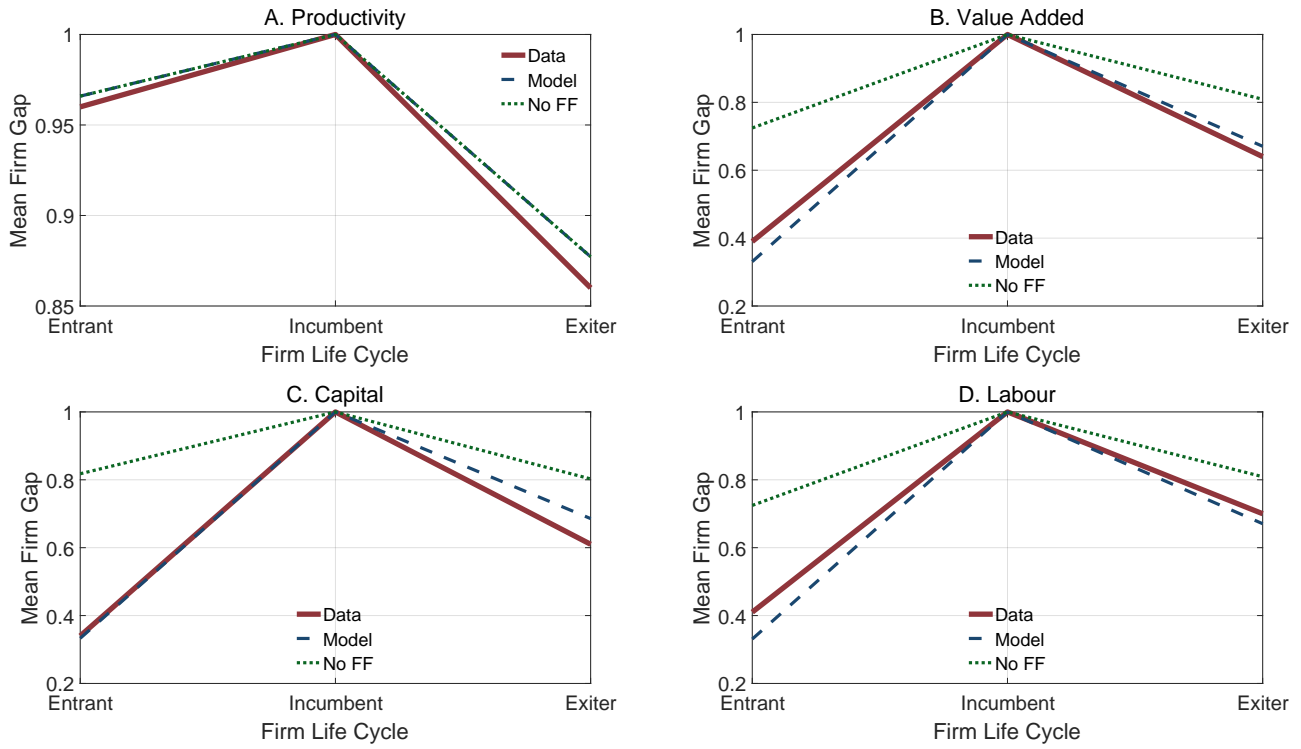 A. Productivity
Mean Firm Gap
1
0.95
0.9
0.85
Data
Model
No FF
Entrant
Incumbent
Exiter
Firm Life Cycle
B. Value Added
Mean Firm Gap
1
0.8
0.6
0.4
0.2
Data
Model
No FF
Entrant
Incumbent
Exiter
Firm Life Cycle
C. Capital
Mean Firm Gap
1
0.8
0.6
0.4
0.2
Data
Model
No FF
Entrant
Incumbent
Exiter
Firm Life Cycle
D. Labour
Mean Firm Gap
1
0.8
0.6
0.4
0.2
Data
Model
No FF
Entrant
Incumbent
Exiter
Firm Life Cycle